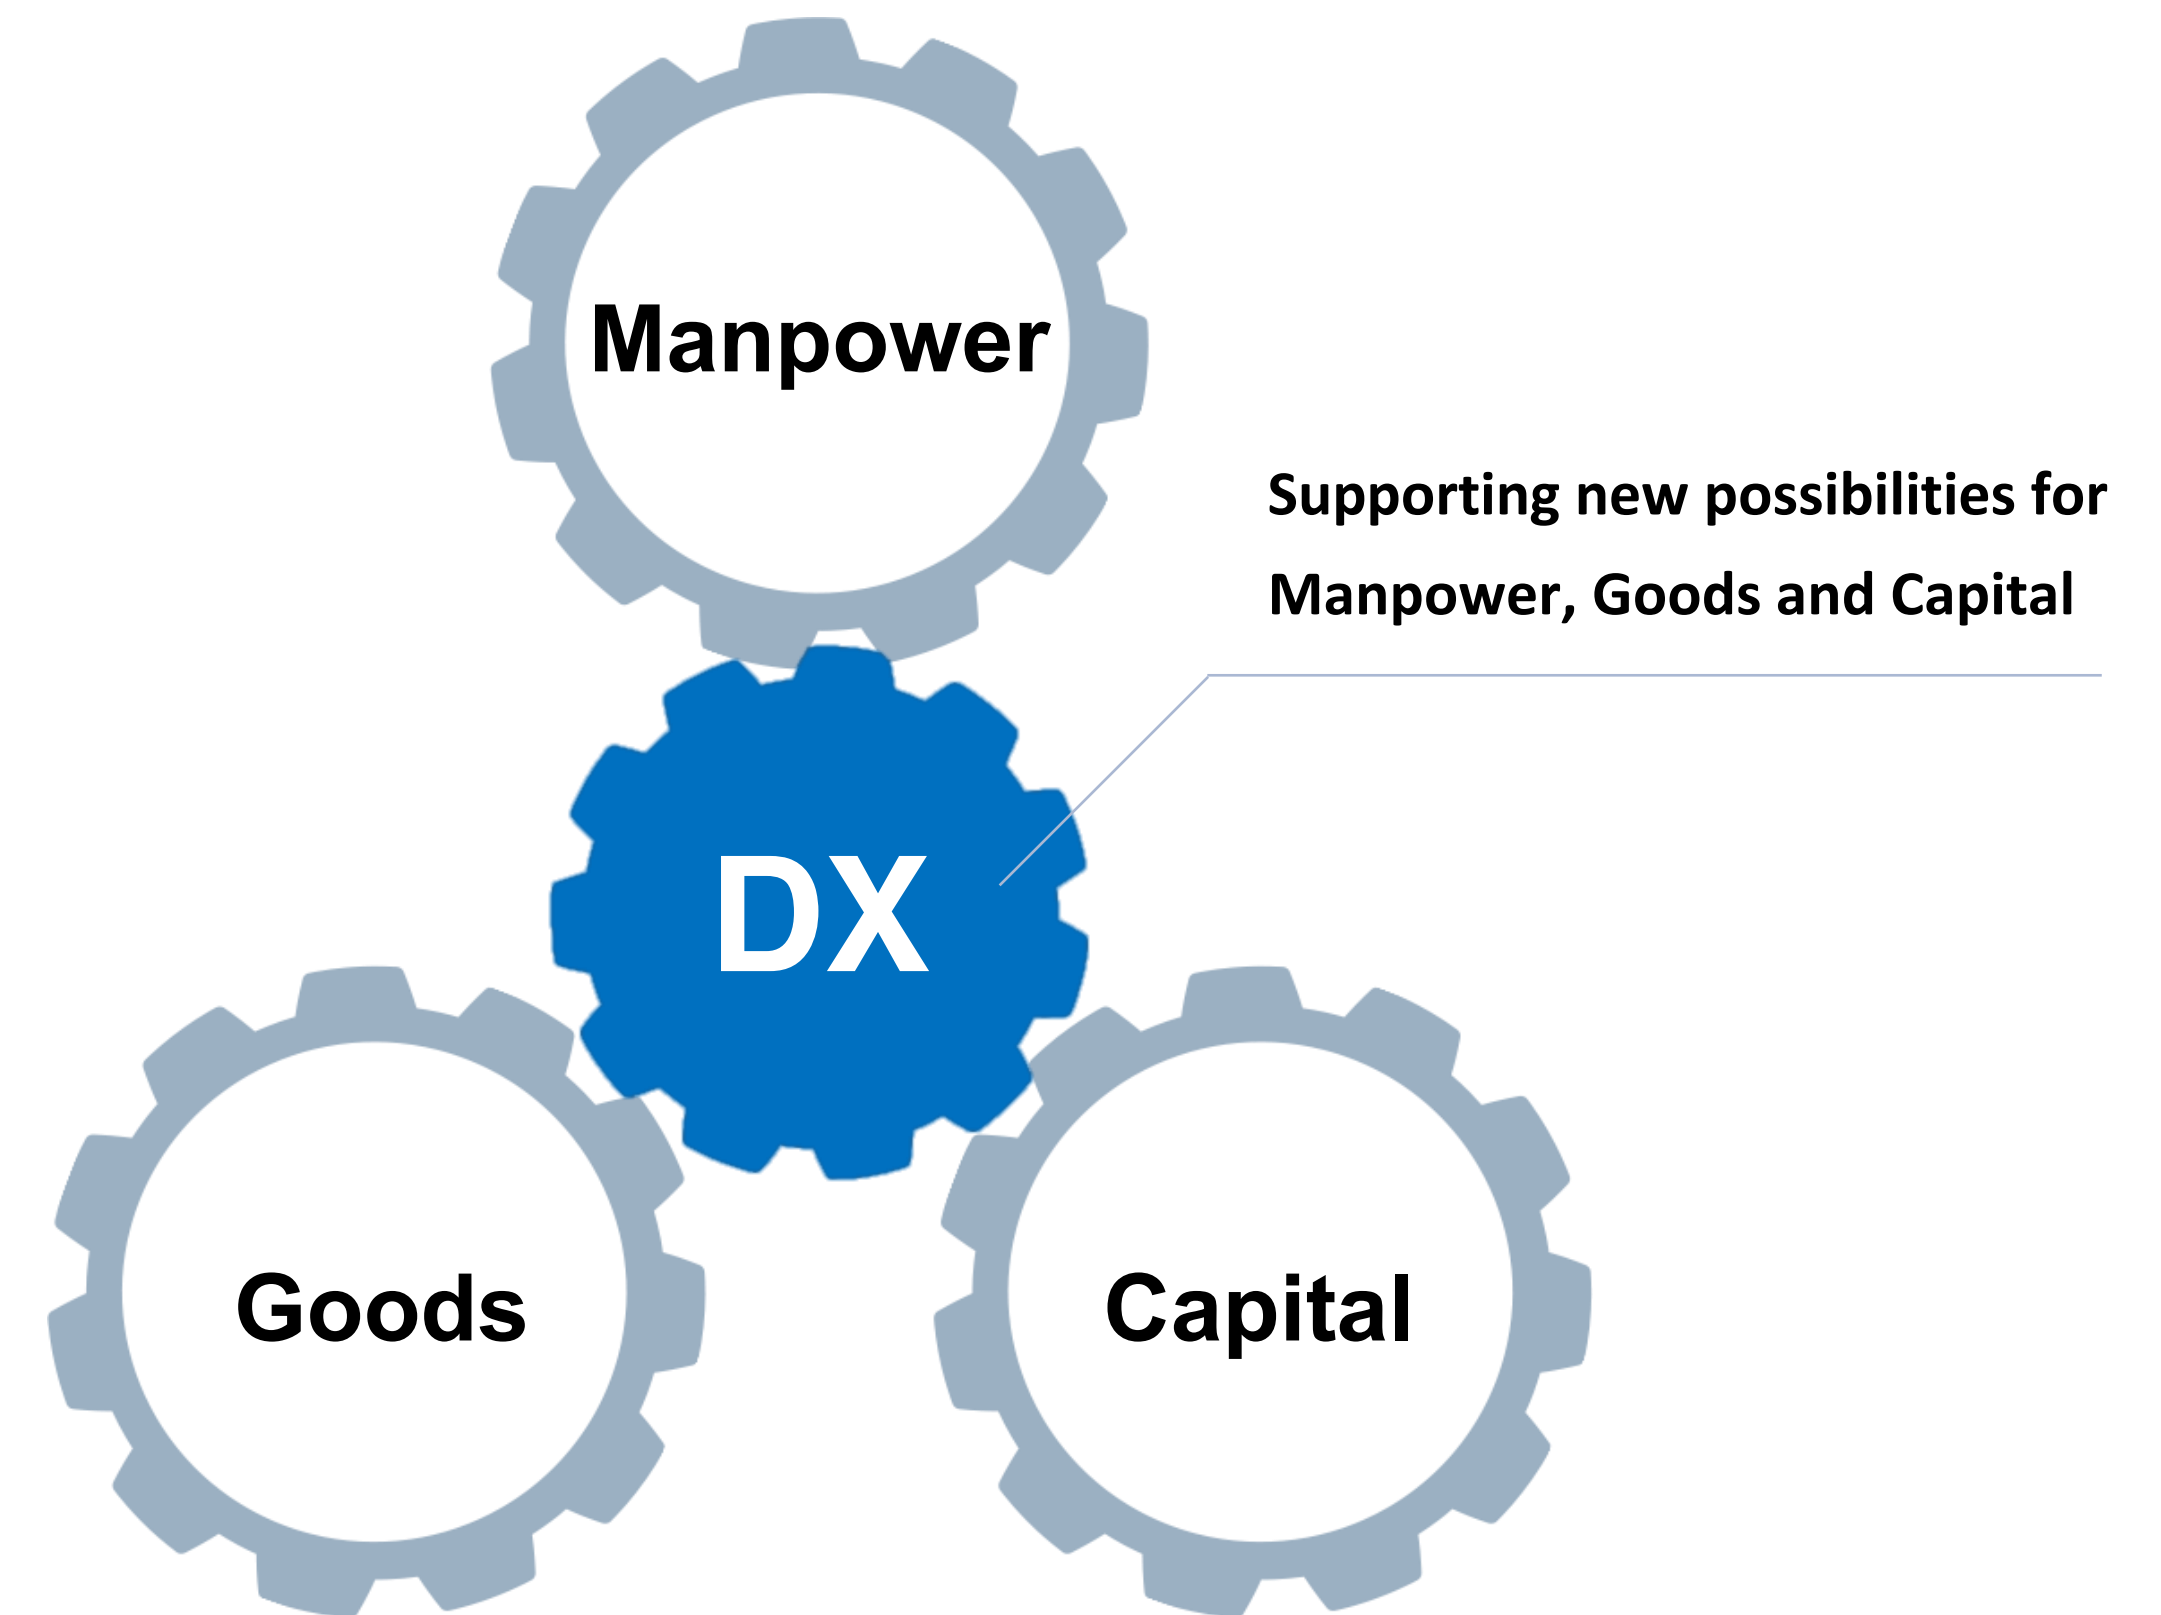 Manpower
Supporting new possibilities for
Manpower, Goods and Capital
DX
Goods
Capital